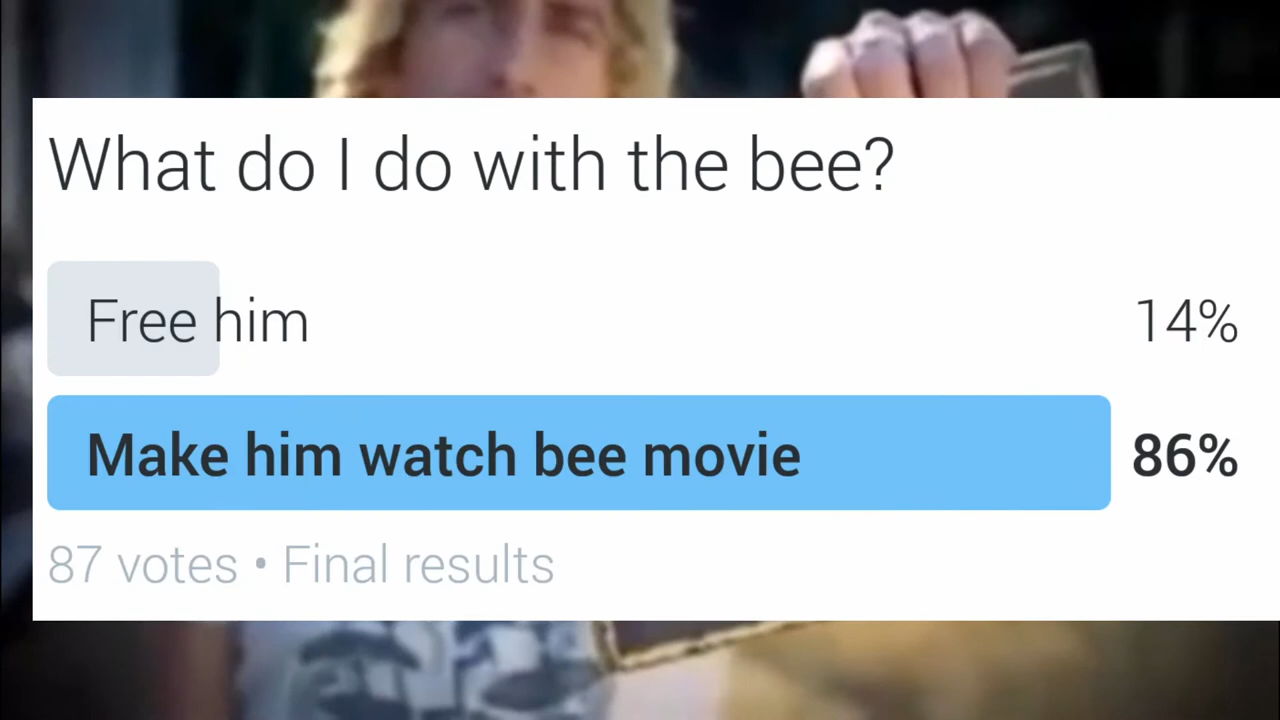 What do I do with the bee?
Free him 14%
Make him watch bee movie 86%
87 votes • Final results